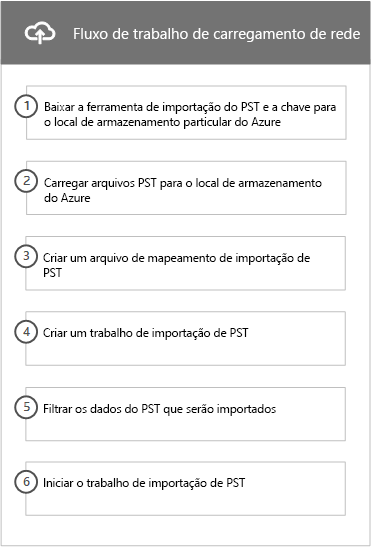 Fluxo de trabalho de carregamento de rede
1
Baixar a ferramenta de importação do PST e a chave para
o local de armazenamento particular do Azure
2
Carregar arquivos PST para o local de armazenamento
do Azure
3
Criar um arquivo de mapeamento de importação de
PST
4
Criar um trabalho de importação de PST
5
Filtrar os dados do PST que serão importados
6
Iniciar o trabalho de importação de PST